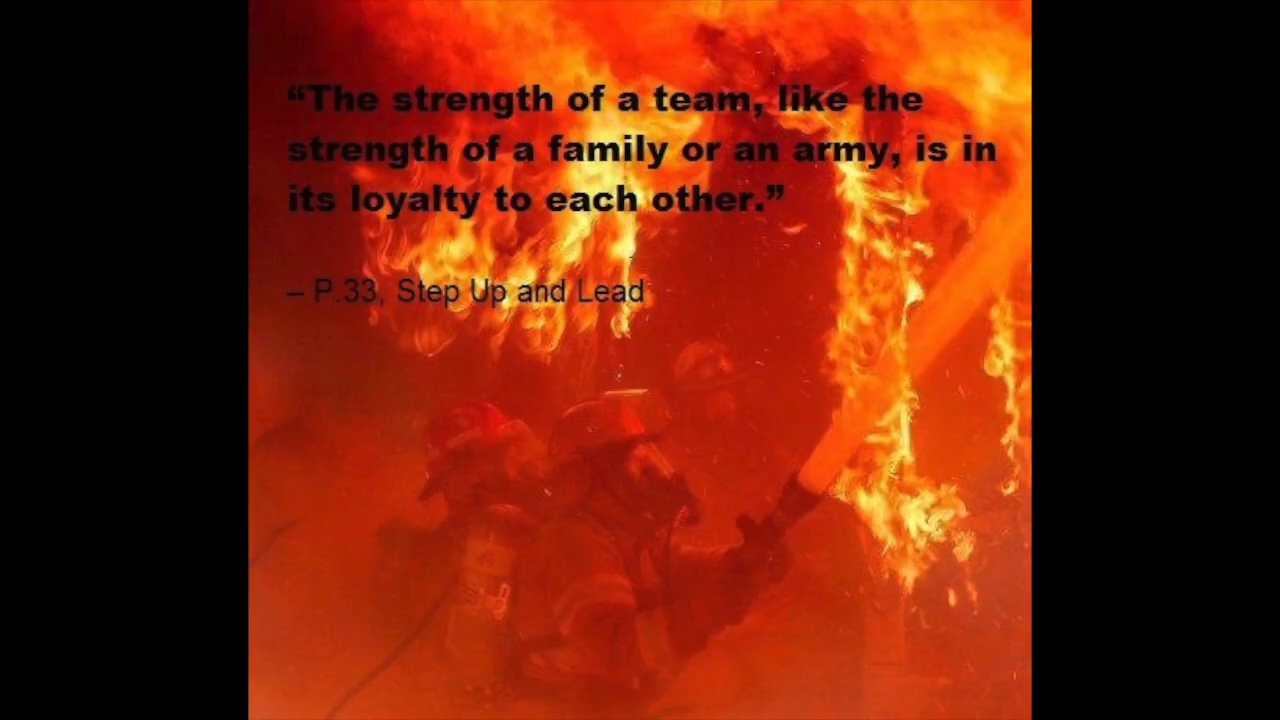 “The strength of a team, like the
strength of a family or an army, is in
its loyalty to each other.”
– P.33, Step Up and Lead